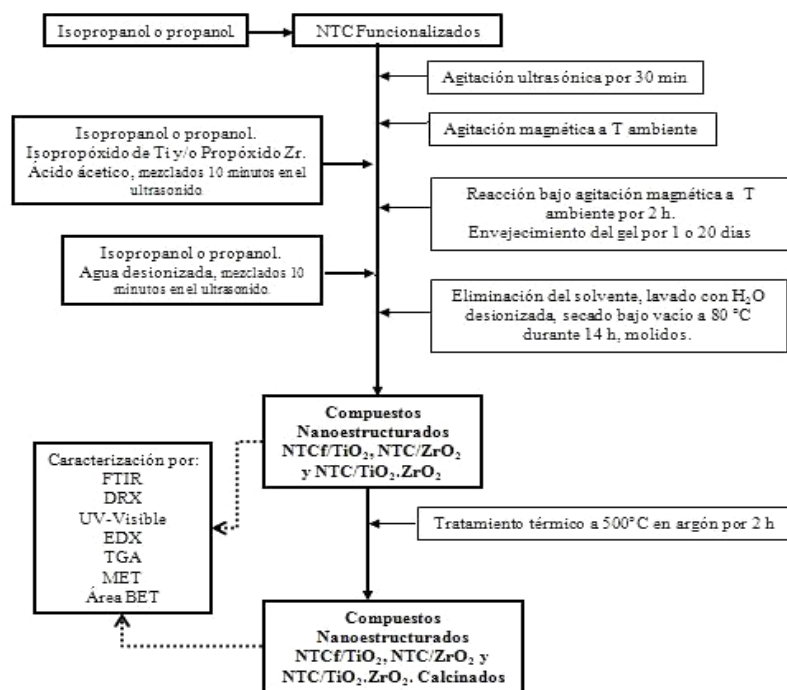 Isopropanol o propanol.
NTC Funcionalizados
Agitación ultrasónica por 30 min
Agitación magnética a T ambiente
Isopropanol o propanol.
Isopropóxido de Ti y/o Propóxido Zr.
Ácido ácetico, mezclados 10 minutos en el
ultrasonido.
Reacción bajo agitación magnética a T
ambiente por 2 h.
Envejecimiento del gel por 1 o 20 dias
Isopropanol o propanol.
Agua desionizada, mezclados 10
minutos en el ultrasonido.
Eliminación del solvente, lavado con H₂O
desionizada, secado bajo vacío a 80 °C
durante 14 h, molidos.
Compuestos
Nanoestructurados
NTCf/TiO₂, NTC/ZrO₂
y NTC/TiO₂.ZrO₂
Caracterización por:
FTIR
DRX
UV-Visible
EDX
TGA
MET
Área BET
Tratamiento térmico a 500°C en argón por 2 h
Compuestos
Nanoestructurados
NTCf/TiO₂, NTC/ZrO₂ y
NTC/TiO₂.ZrO₂. Calcinados